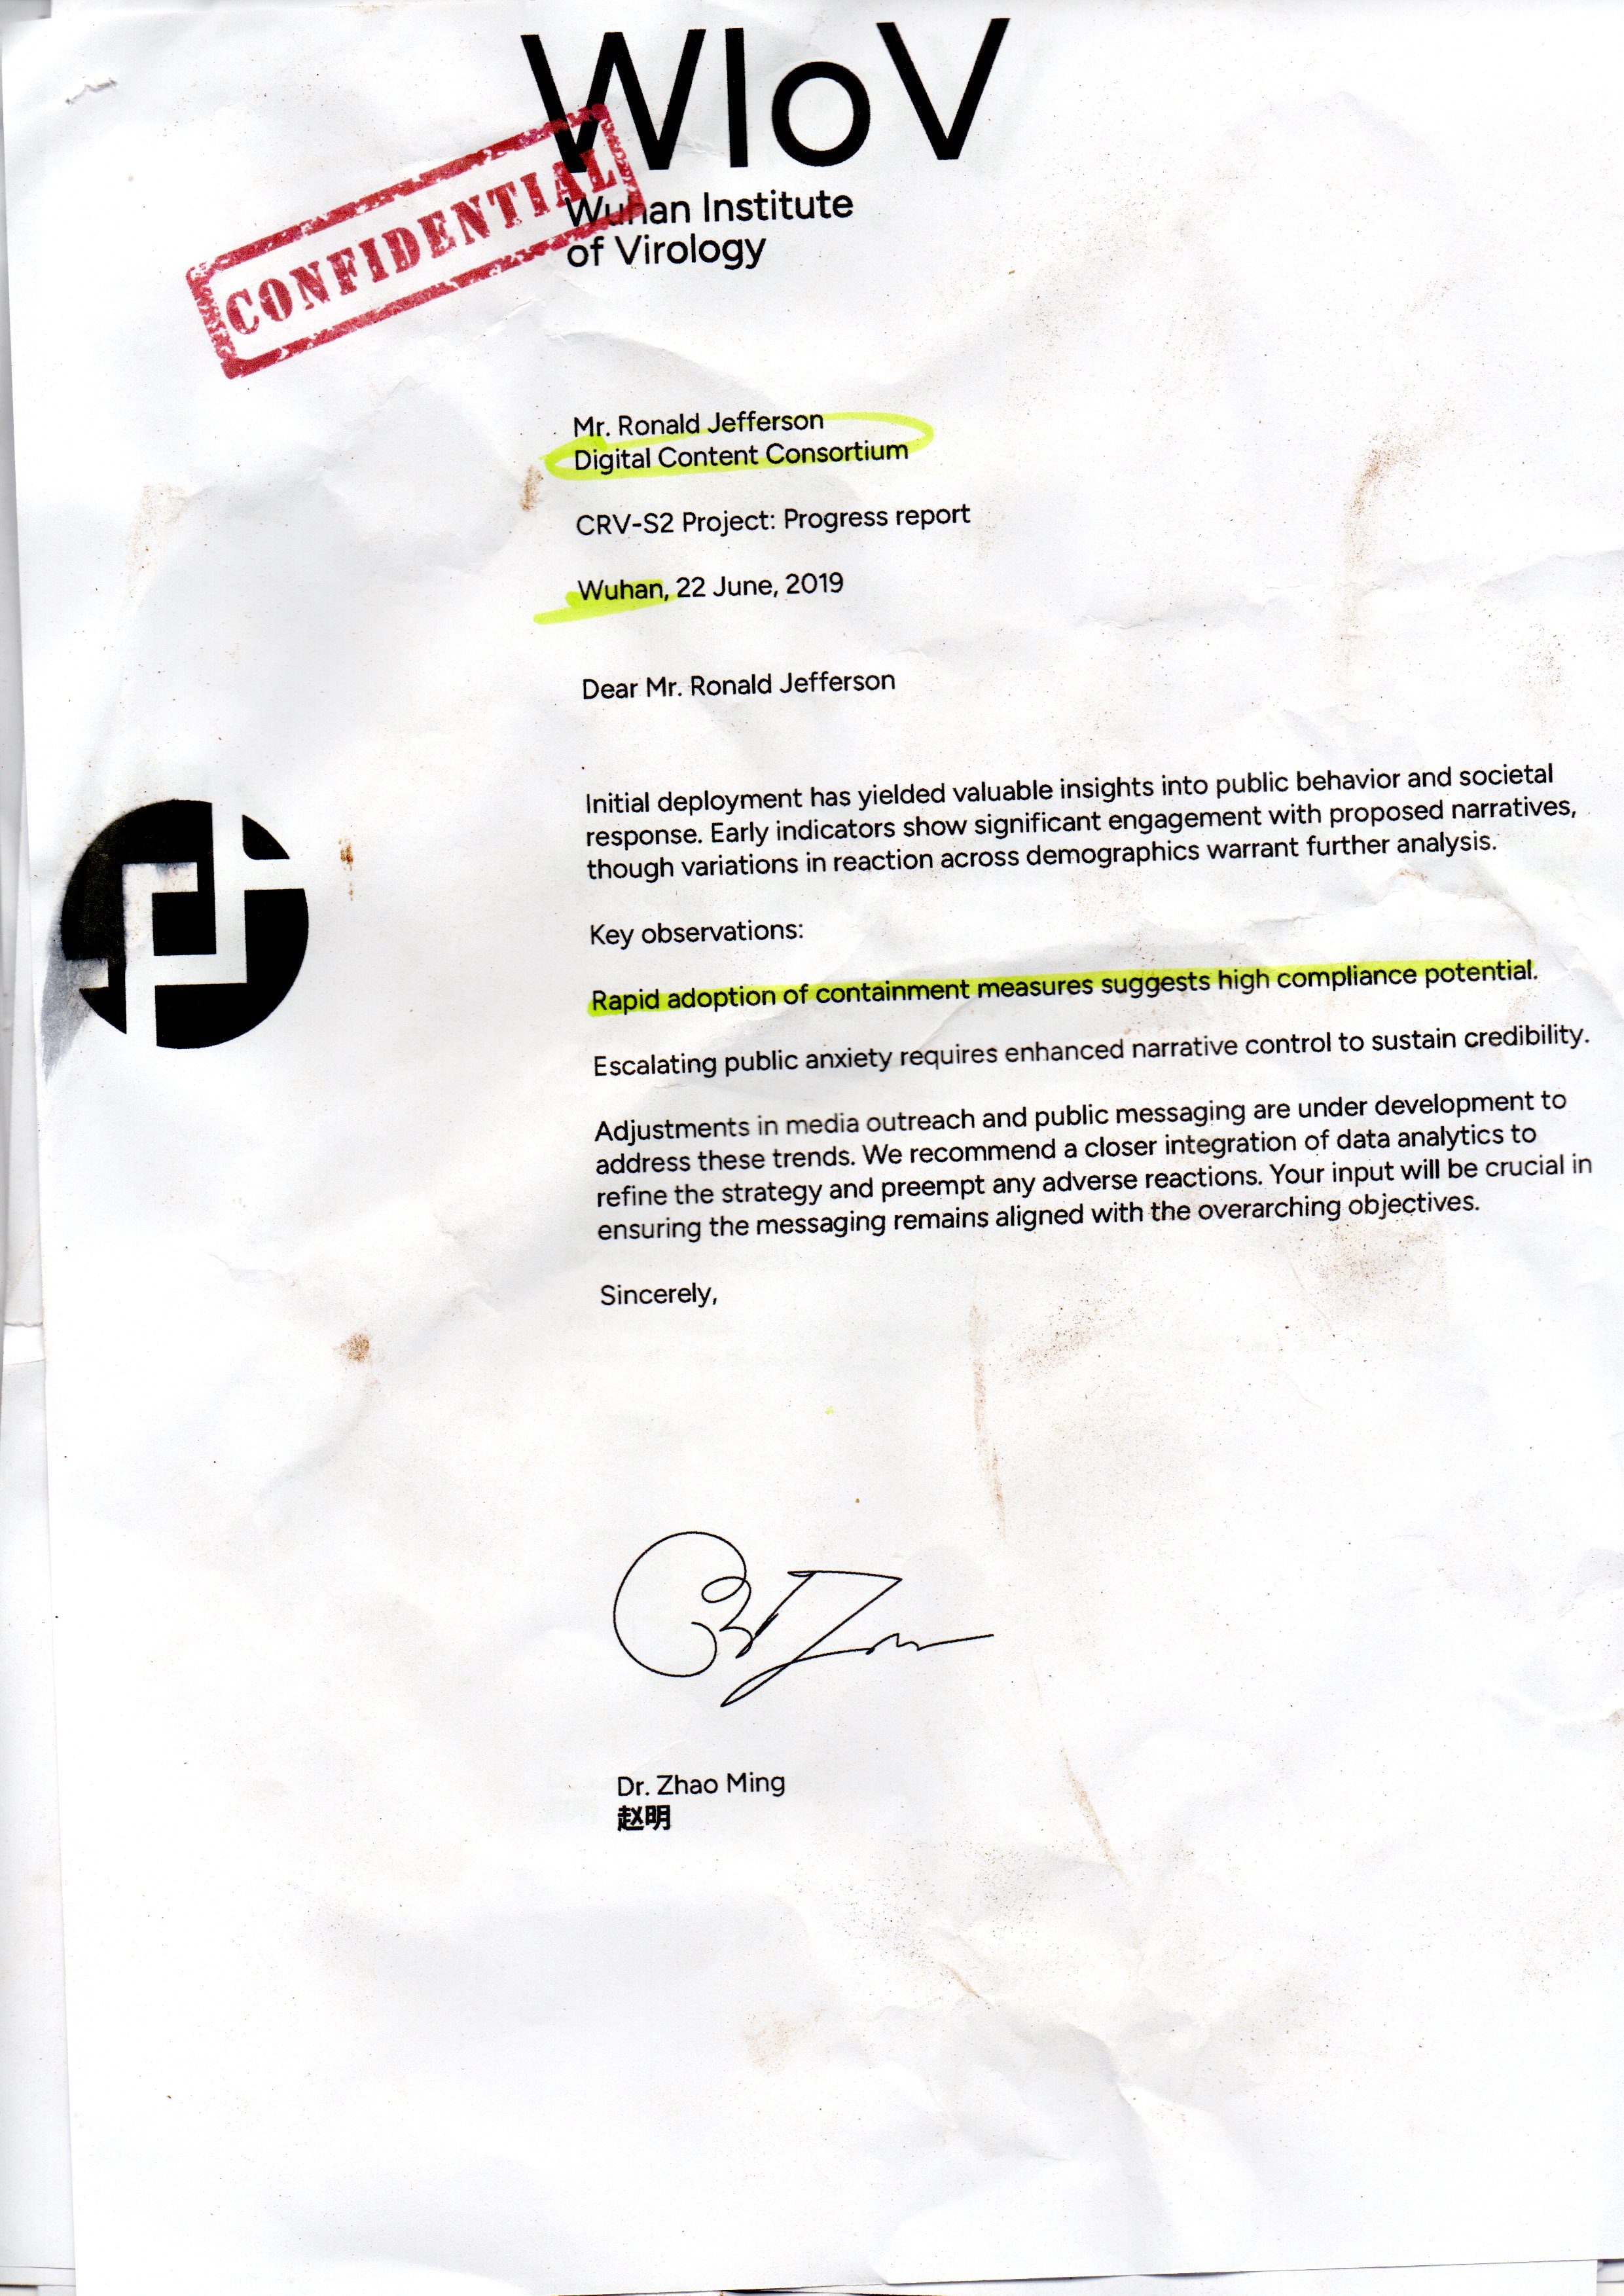 WIoV
CONFIDENTIAL
Wuhan Institute
of Virology
Mr. Ronald Jefferson
Digital Content Consortium
CRV-S2 Project: Progress report
Wuhan, 22 June, 2019
Dear Mr. Ronald Jefferson
Initial deployment has yielded valuable insights into public behavior and societal
response. Early indicators show significant engagement with proposed narratives,
though variations in reaction across demographics warrant further analysis.
Key observations:
Rapid adoption of containment measures suggests high compliance potential.
Escalating public anxiety requires enhanced narrative control to sustain credibility.
Adjustments in media outreach and public messaging are under development to
address these trends. We recommend a closer integration of data analytics to
refine the strategy and preempt any adverse reactions. Your input will be crucial in
ensuring the messaging remains aligned with the overarching objectives.
Sincerely,
Dr. Zhao Ming
赵明